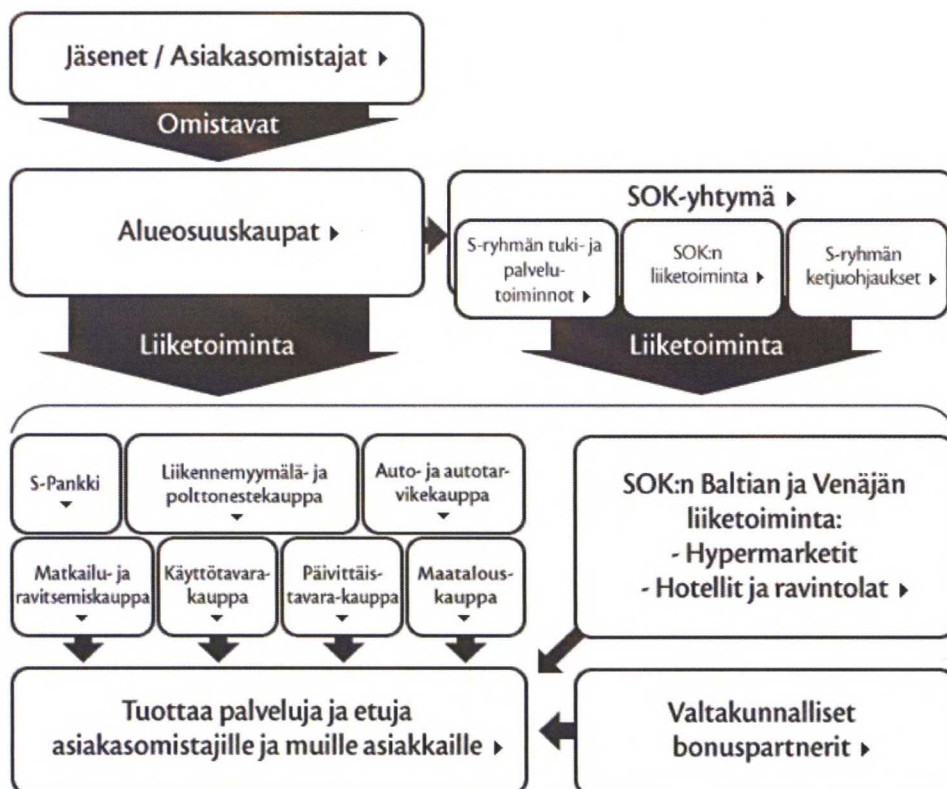 Jäsenet / Asiakasomistajat ▸
Omistavat
Alueosuuskaupat ▸
SOK-yhtymä ▸
S-ryhmän tuki- ja
palvelu-
toiminnot ▸
SOK:n
liiketoiminta ▸
S-ryhmän
ketjuohjaukset ▸
Liiketoiminta
Liiketoiminta
S-Pankki
Liikennemyymälä- ja
polttonestekauppa
Auto- ja autotar-
vikekauppa
Matkailu- ja
ravitsemiskauppa
Käyttötavara-
kauppa
Päivittäis-
tavara-kauppa
Maatalous-
kauppa
SOK:n Baltian ja Venäjän
liiketoiminta:
- Hypermarketit
- Hotellit ja ravintolat ▸
Tuottaa palveluja ja etuja
asiakasomistajille ja muille asiakkaille ▸
Valtakunnalliset
bonuspartnerit ▸